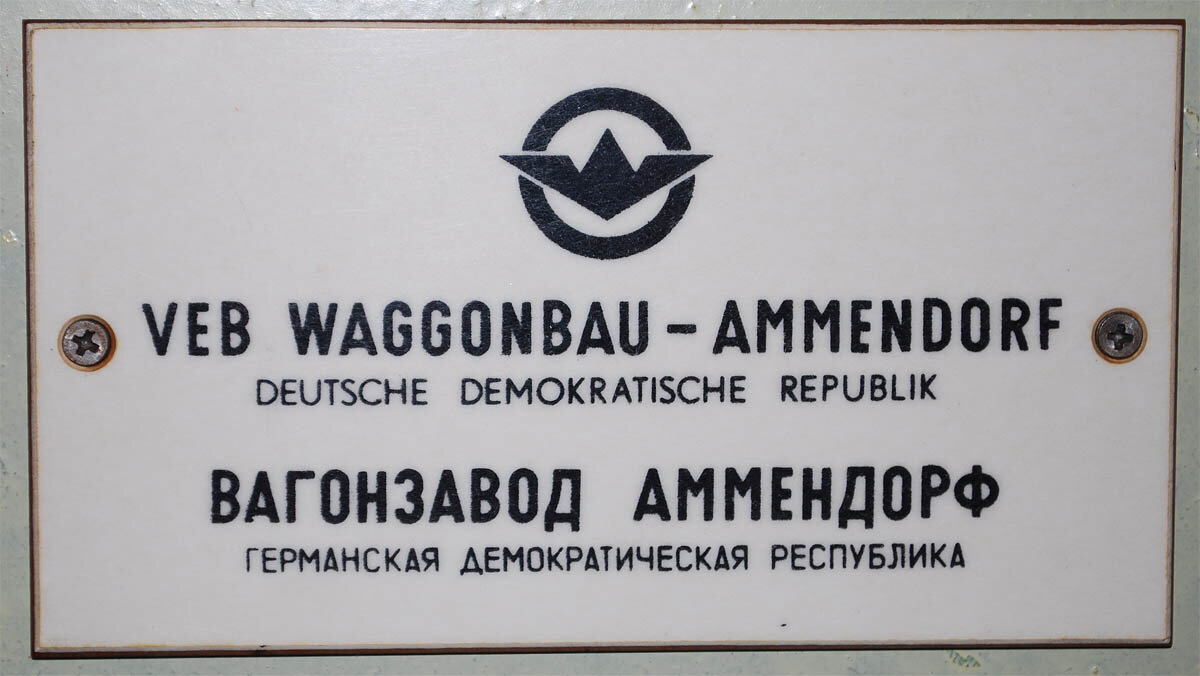 VEB WAGGONBAU – AMMENDORF
DEUTSCHE DEMOKRATISCHE REPUBLIK
ВАГОНЗАВОД АММЕНДОРФ
ГЕРМАНСКАЯ ДЕМОКРАТИЧЕСКАЯ РЕСПУБЛИКА